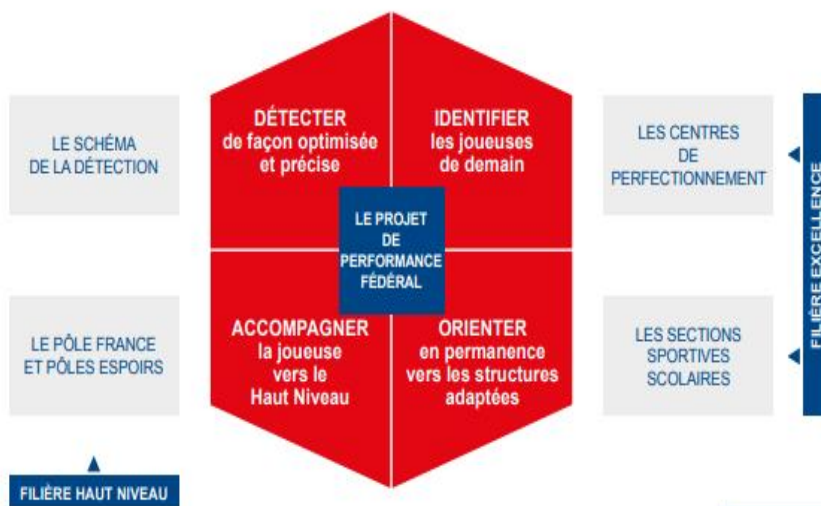 LE SCHÉMA
DE LA DÉTECTION
DÉTECTER
de façon optimisée
et précise
IDENTIFIER
les joueuses
de demain
LES CENTRES
DE
PERFECTIONNEMENT
LE PROJET
DE
PERFORMANCE
FÉDÉRAL
LE PÔLE FRANCE
ET PÔLES ESPOIRS
ACCOMPAGNER
la joueuse
vers le
Haut Niveau
ORIENTER
en permanence
vers les structures
adaptées
LES SECTIONS
SPORTIVES
SCOLAIRES
FILIÈRE EXCELLENCE
FILIÈRE HAUT NIVEAU